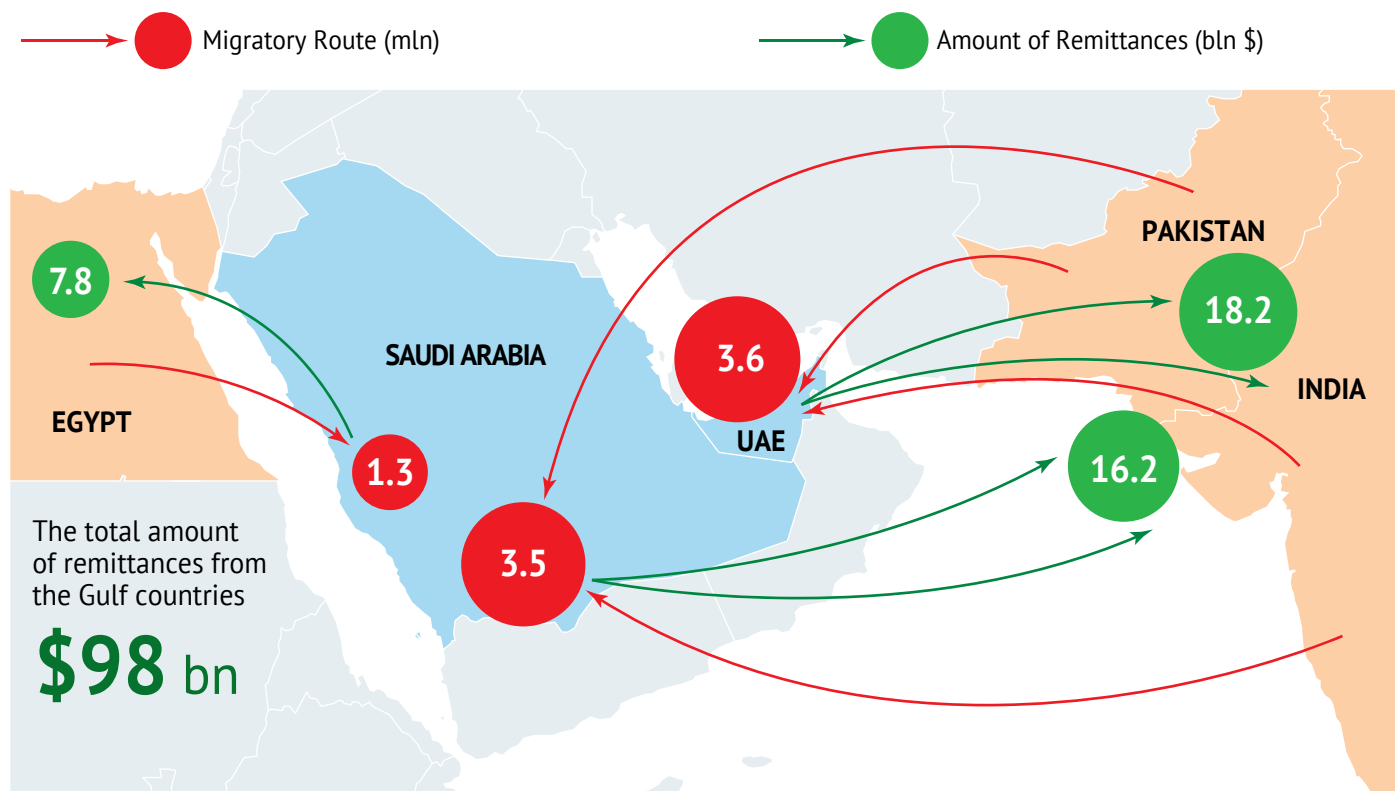 Migratory Route (mln)
Amount of Remittances (bln $)
PAKISTAN
7.8
18.2
SAUDI ARABIA
3.6
INDIA
EGYPT
UAE
1.3
16.2
The total amount
of remittances from
the Gulf countries
$98 bn
3.5